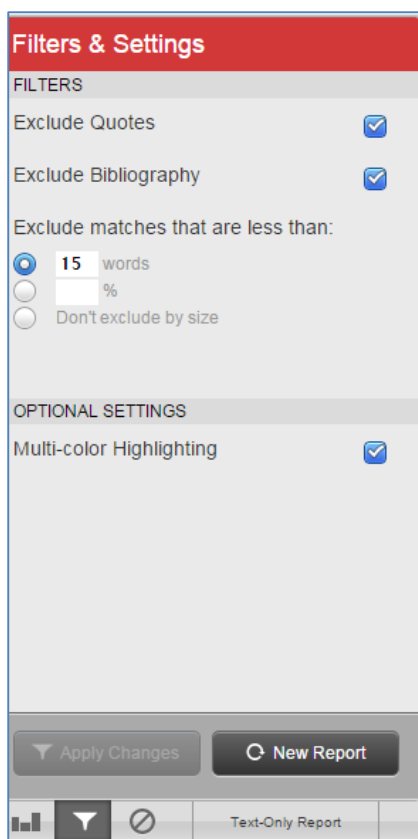 Filters & Settings
FILTERS
Exclude Quotes
Exclude Bibliography
Exclude matches that are less than:
15 words
%
Don't exclude by size
OPTIONAL SETTINGS
Multi-color Highlighting
Apply Changes New Report
Text-Only Report